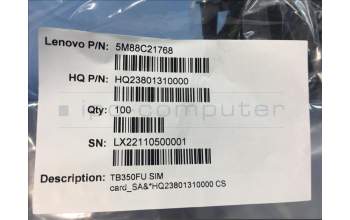 Lenovo P/N: 5M88C21768
HQ P/N: HQ23801310000
Qty: 100
SN: LX22110500001
Description: TB350FU SIM
card_SA&*HQ23801310000 CS